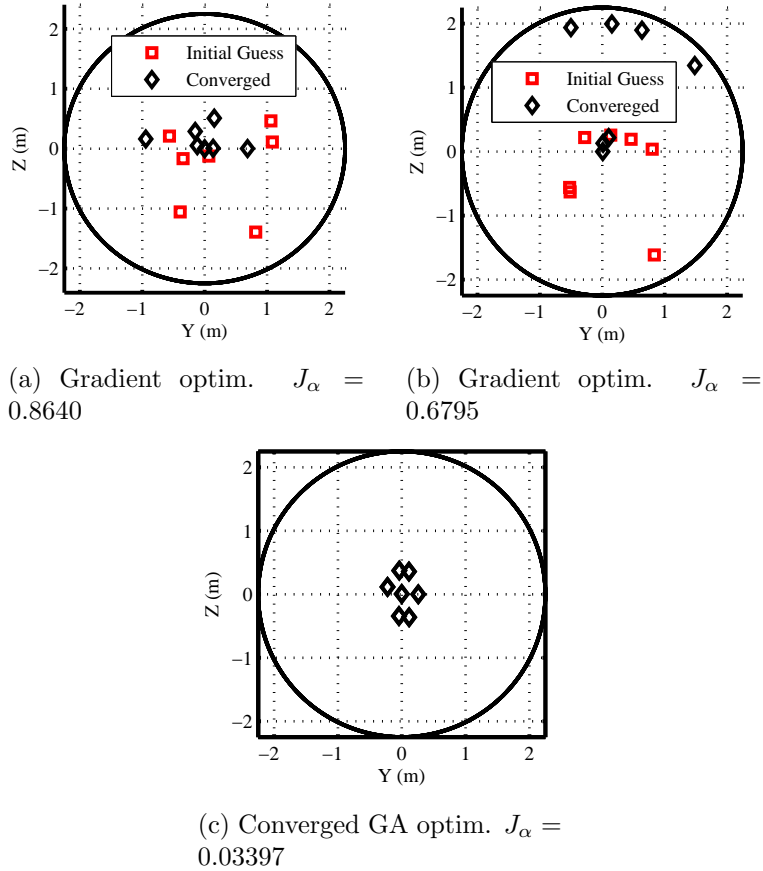 2
1
0
−1
−2
Z (m)
−2 −1 0 1 2
Y (m)
Initial Guess
Converged
(a) Gradient optim. Jα =
0.8640
2
1
0
−1
−2
Z (m)
−2 −1 0 1 2
Y (m)
Initial Guess
Convereged
(b) Gradient optim. Jα =
0.6795
2
1
0
−1
−2
Z (m)
−2 −1 0 1 2
Y (m)
(c) Converged GA optim. Jα =
0.03397